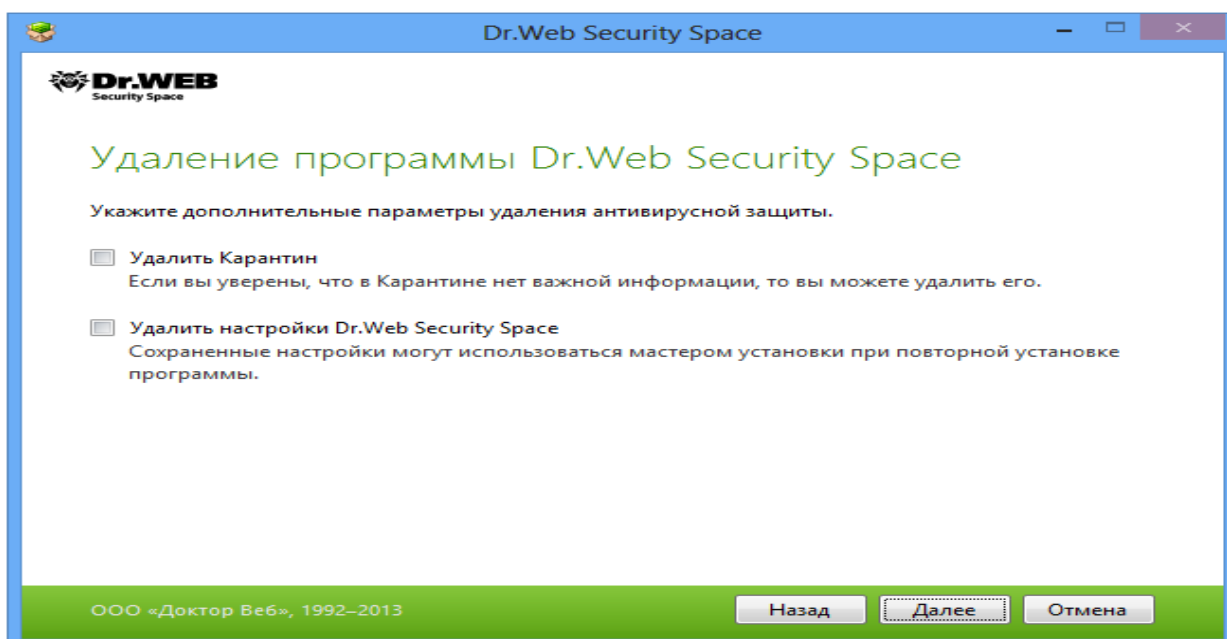 Dr.Web Security Space
Dr.WEB
Security Space
Удаление программы Dr.Web Security Space
Укажите дополнительные параметры удаления антивирусной защиты.
Удалить Карантин
Если вы уверены, что в Карантине нет важной информации, то вы можете удалить его.
Удалить настройки Dr.Web Security Space
Сохраненные настройки могут использоваться мастером установки при повторной установке
программы.
ООО «Доктор Веб», 1992–2013
Назад Далее Отмена